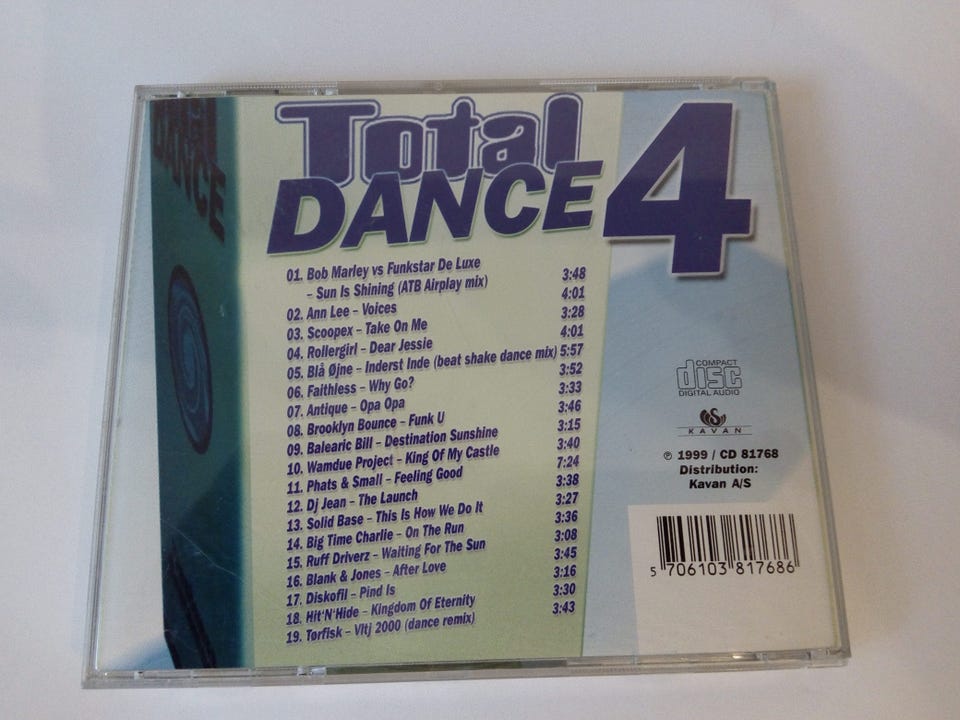 Total
DANCE 4
01. Bob Marley vs Funkstar De Luxe
– Sun Is Shining (ATB Airplay mix) 3:48
02. Ann Lee – Voices 4:01
03. Scoopex – Take On Me 3:28
04. Rollergirl – Dear Jessie 4:01
05. Blå Øjne – Inderst Inde (beat shake dance mix) 5:57
06. Faithless – Why Go? 3:52
07. Antique – Opa Opa 3:33
08. Brooklyn Bounce – Funk U 3:46
09. Balearic Bill – Destination Sunshine 3:15
10. Wamdue Project – King Of My Castle 3:40
11. Phats & Small – Feeling Good 7:24
12. Dj Jean – The Launch 3:38
13. Solid Base – This Is How We Do It 3:27
14. Big Time Charlie – On The Run 3:36
15. Ruff Driverz – Waiting For The Sun 3:08
16. Blank & Jones – After Love 3:45
17. Diskofil – Pind Is 3:16
18. Hit'N'Hide – Kingdom Of Eternity 3:30
19. Tørfisk – Vltj 2000 (dance remix) 3:43
COMPACT
disc
DIGITAL AUDIO
KAVAN
℗ 1999 / CD 81768
Distribution:
Kavan A/S
5 706103 817686
DANCE